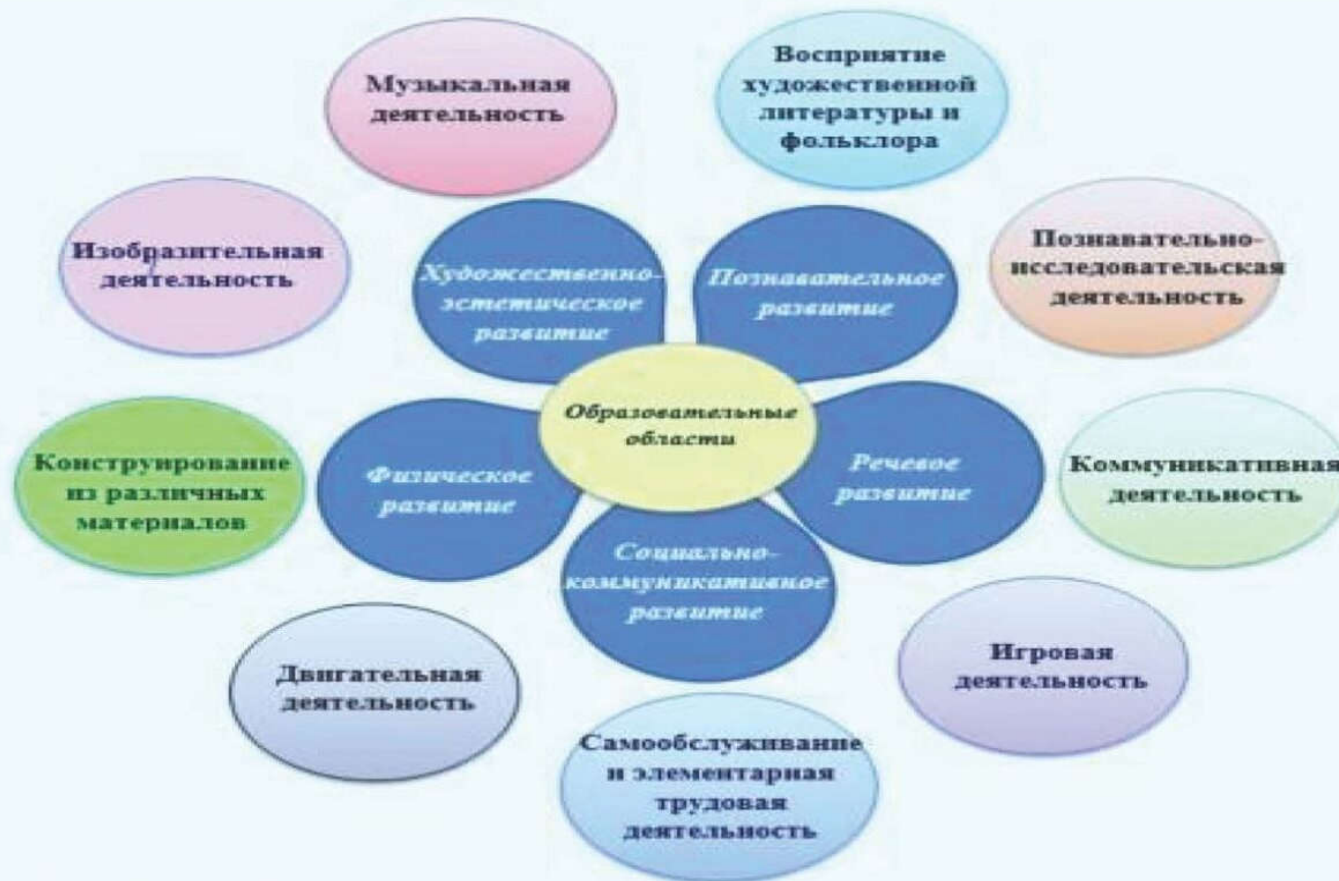 Музыкальная
деятельность
Восприятие
художественной
литературы и
фольклора
Изобразительная
деятельность
Художественно-
эстетическое
развитие
Познавательное
развитие
Познавательно-
исследовательская
деятельность
Образовательные
области
Конструирование
из различных
материалов
Физическое
развитие
Речевое
развитие
Коммуникативная
деятельность
Социально-
коммуникативное
развитие
Двигательная
деятельность
Игровая
деятельность
Самообслуживание
и элементарная
трудовая
деятельность